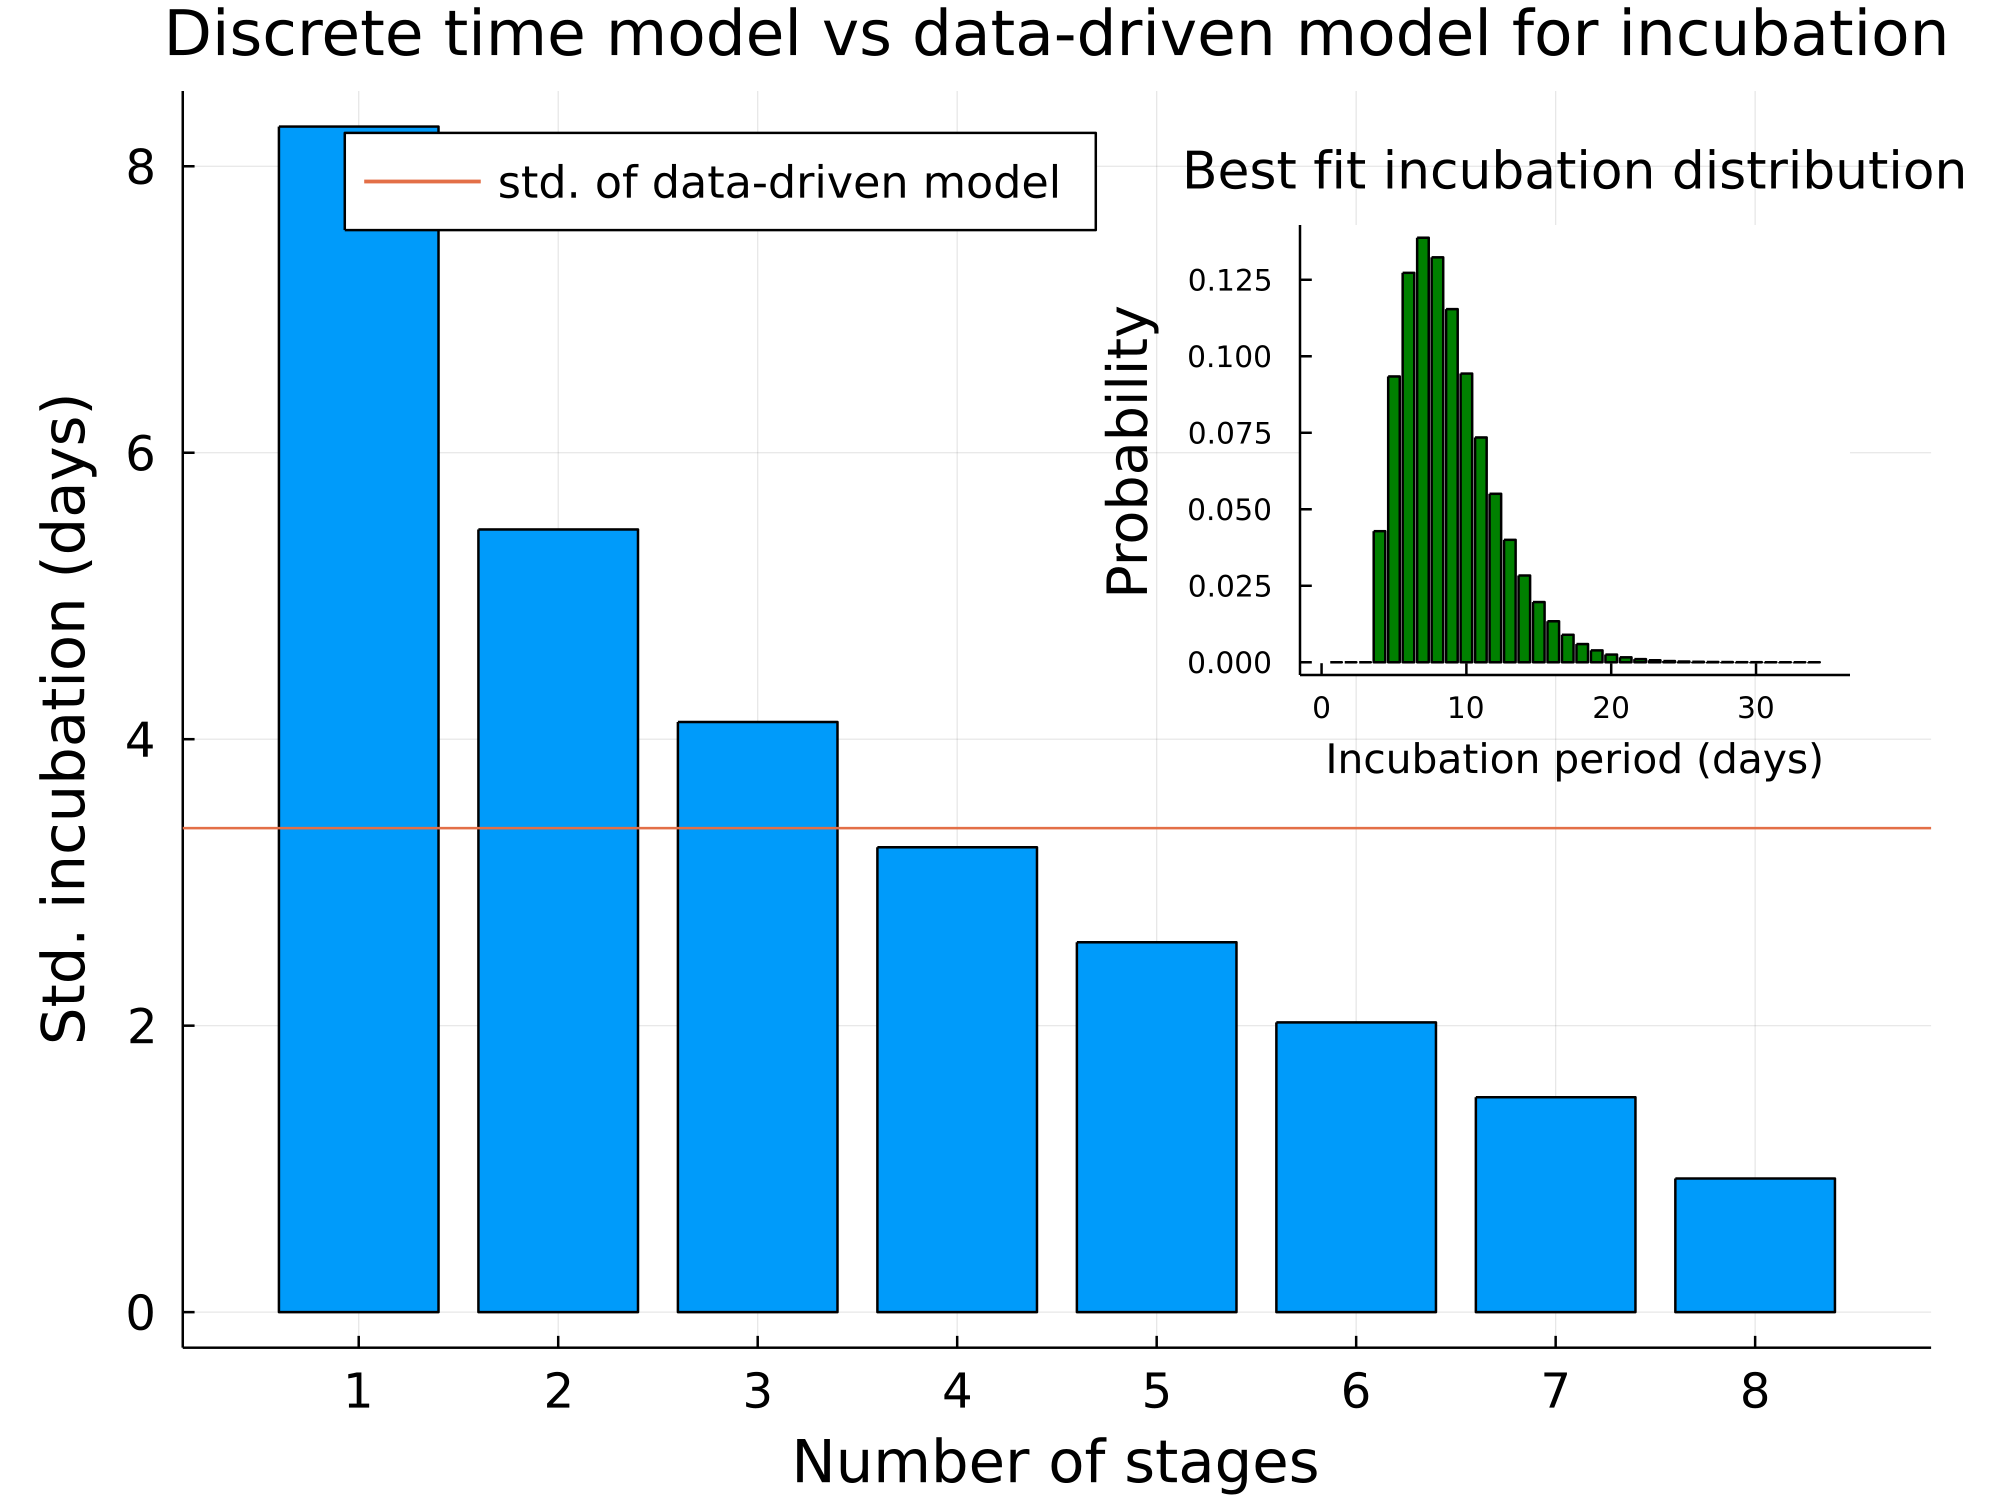 Discrete time model vs data-driven model for incubation
std. of data-driven model
Std. incubation (days)
8
6
4
2
0
1 2 3 4 5 6 7 8
Number of stages
Best fit incubation distribution
Probability
0.125
0.100
0.075
0.050
0.025
0.000
0 10 20 30
Incubation period (days)